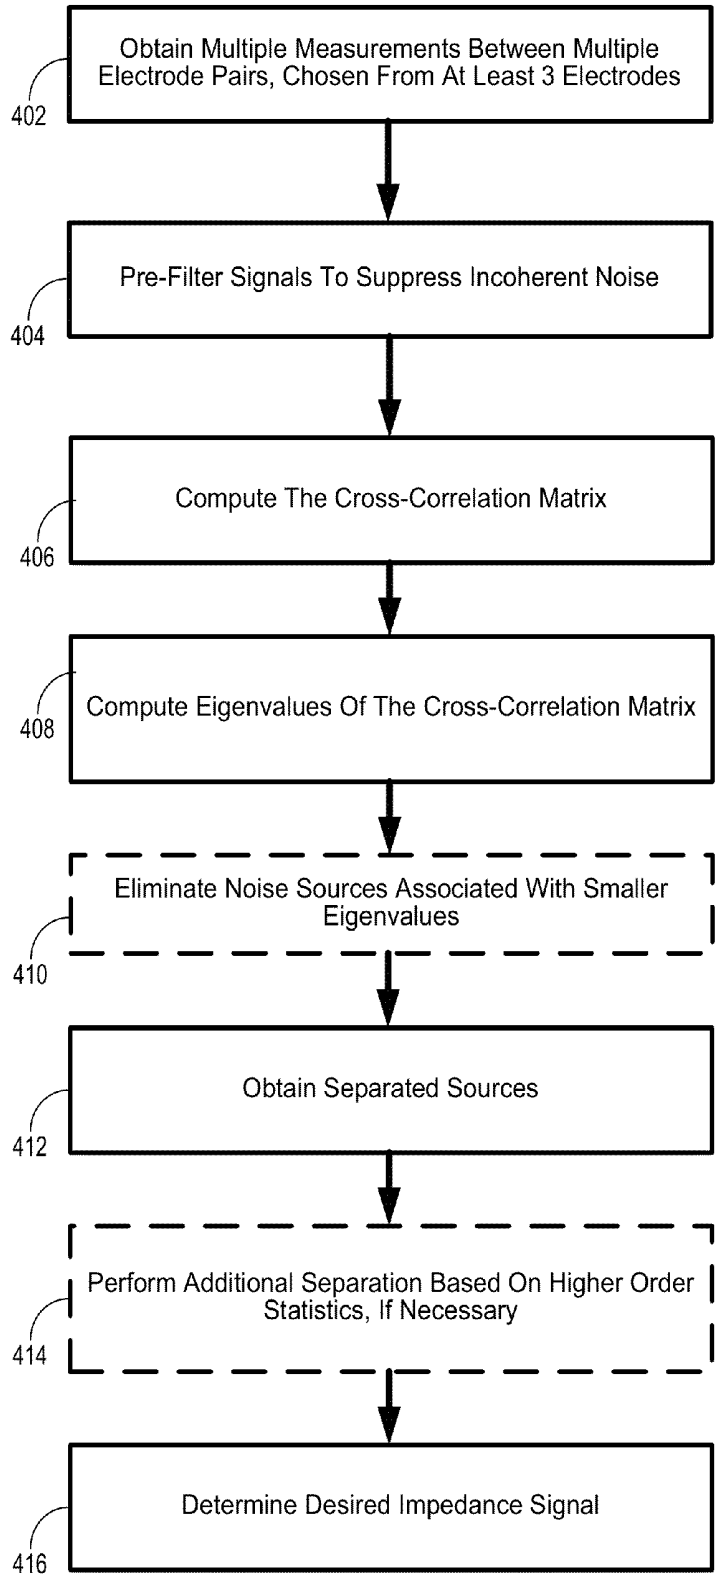 Obtain Multiple Measurements Between Multiple
Electrode Pairs, Chosen From At Least 3 Electrodes
402
Pre-Filter Signals To Suppress Incoherent Noise
404
Compute The Cross-Correlation Matrix
406
Compute Eigenvalues Of The Cross-Correlation Matrix
408
Eliminate Noise Sources Associated With Smaller
Eigenvalues
410
Obtain Separated Sources
412
Perform Additional Separation Based On Higher Order
Statistics, If Necessary
414
Determine Desired Impedance Signal
416